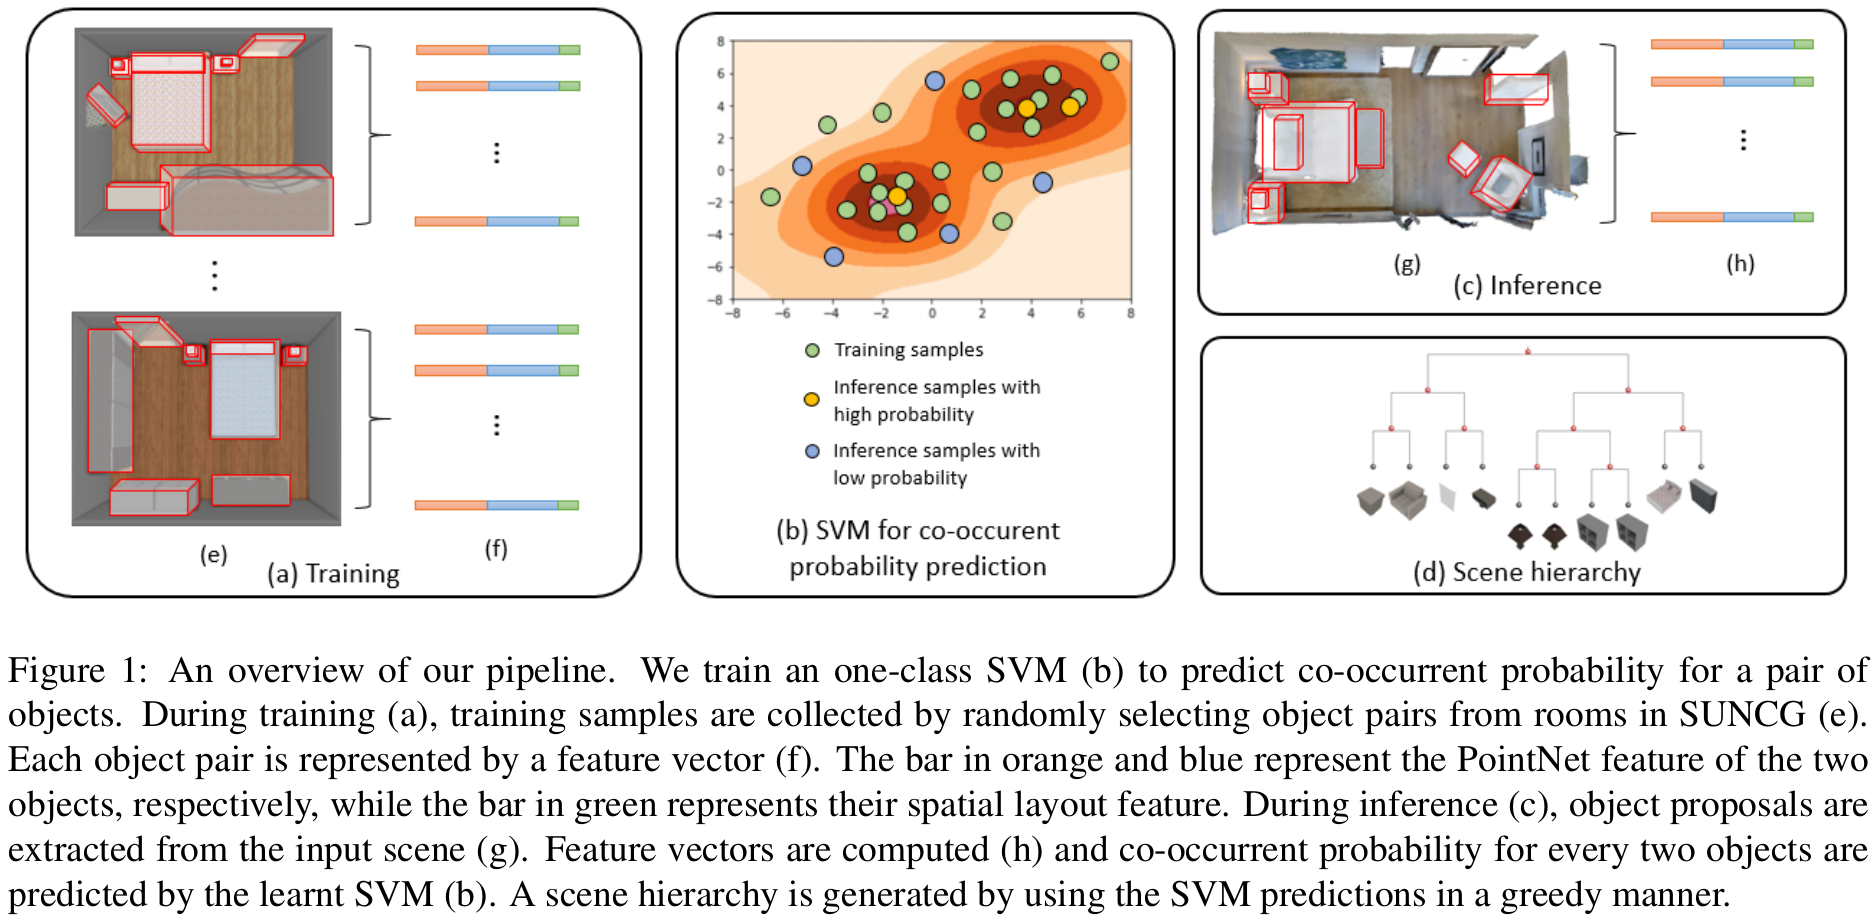 (e)
(f)
(a) Training
8
6
4
2
0
−2
−4
−6
−8
−8 −6 −4 −2 0 2 4 6 8
Training samples
Inference samples with
high probability
Inference samples with
low probability
(b) SVM for co-occurent
probability prediction
(g)
(h)
(c) Inference
(d) Scene hierarchy
Figure 1: An overview of our pipeline. We train an one-class SVM (b) to predict co-occurrent probability for a pair of
objects. During training (a), training samples are collected by randomly selecting object pairs from rooms in SUNCG (e).
Each object pair is represented by a feature vector (f). The bar in orange and blue represent the PointNet feature of the two
objects, respectively, while the bar in green represents their spatial layout feature. During inference (c), object proposals are
extracted from the input scene (g). Feature vectors are computed (h) and co-occurrent probability for every two objects are
predicted by the learnt SVM (b). A scene hierarchy is generated by using the SVM predictions in a greedy manner.